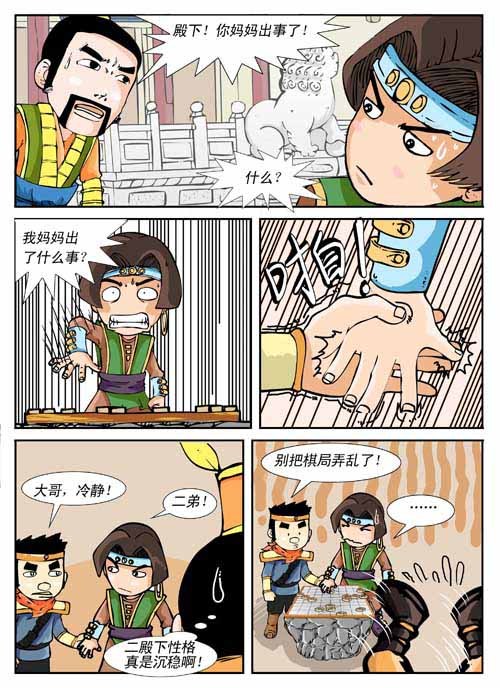 殿下！你妈妈出事了！
什么？
我妈妈出
了什么事？
啪！
大哥，冷静！
二弟！
二殿下性格
真是沉稳啊！
别把棋局弄乱了！
……